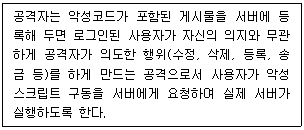 공격자는 악성코드가 포함된 게시물을 서버에 등
록해 두면 로그인된 사용자가 자신의 의지와 무관
하게 공격자가 의도한 행위(수정, 삭제, 등록, 송
금 등)를 하게 만드는 공격으로서 사용자가 악성
스크립트 구동을 서버에게 요청하며 실제 서버가
실행하도록 한다.